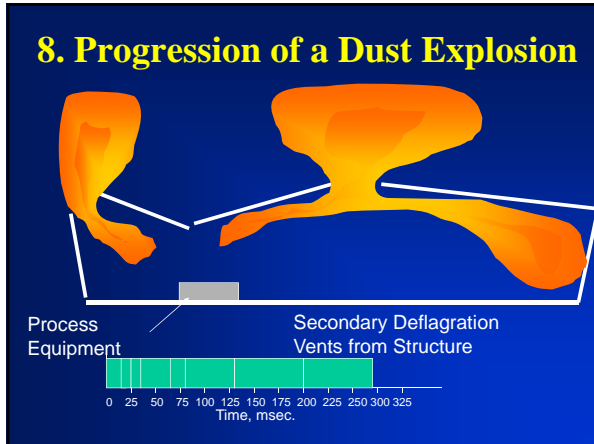 8. Progression of a Dust Explosion
Process
Equipment
Secondary Deflagration
Vents from Structure
0 25 50 75 100 125 150 175 200 225 250 300 325
Time, msec.